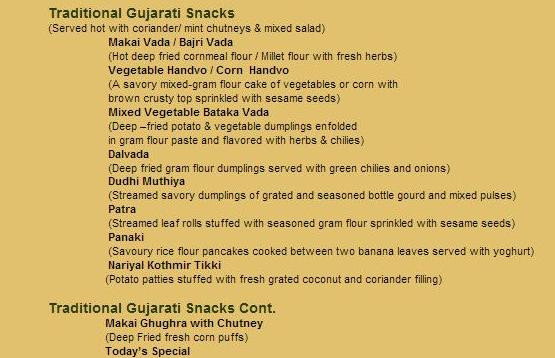 Traditional Gujarati Snacks
(Served hot with coriander/ mint chutneys & mixed salad)
Makai Vada / Bajri Vada
(Hot deep fried cornmeal flour / Millet flour with fresh herbs)
Vegetable Handvo / Corn Handvo
(A savory mixed-gram flour cake of vegetables or corn with
brown crusty top sprinkled with sesame seeds)
Mixed Vegetable Bataka Vada
(Deep –fried potato & vegetable dumplings enfolded
in gram flour paste and flavored with herbs & chilies)
Dalvada
(Deep fried gram flour dumplings served with green chilies and onions)
Dudhi Muthiya
(Streamed savory dumplings of grated and seasoned bottle gourd and mixed pulses)
Patra
(Streamed leaf rolls stuffed with seasoned gram flour sprinkled with sesame seeds)
Panaki
(Savoury rice flour pancakes cooked between two banana leaves served with yoghurt)
Nariyal Kothmir Tikki
(Potato patties stuffed with fresh grated coconut and coriander filling)
Traditional Gujarati Snacks Cont.
Makai Ghughra with Chutney
(Deep Fried fresh corn puffs)
Today's Special